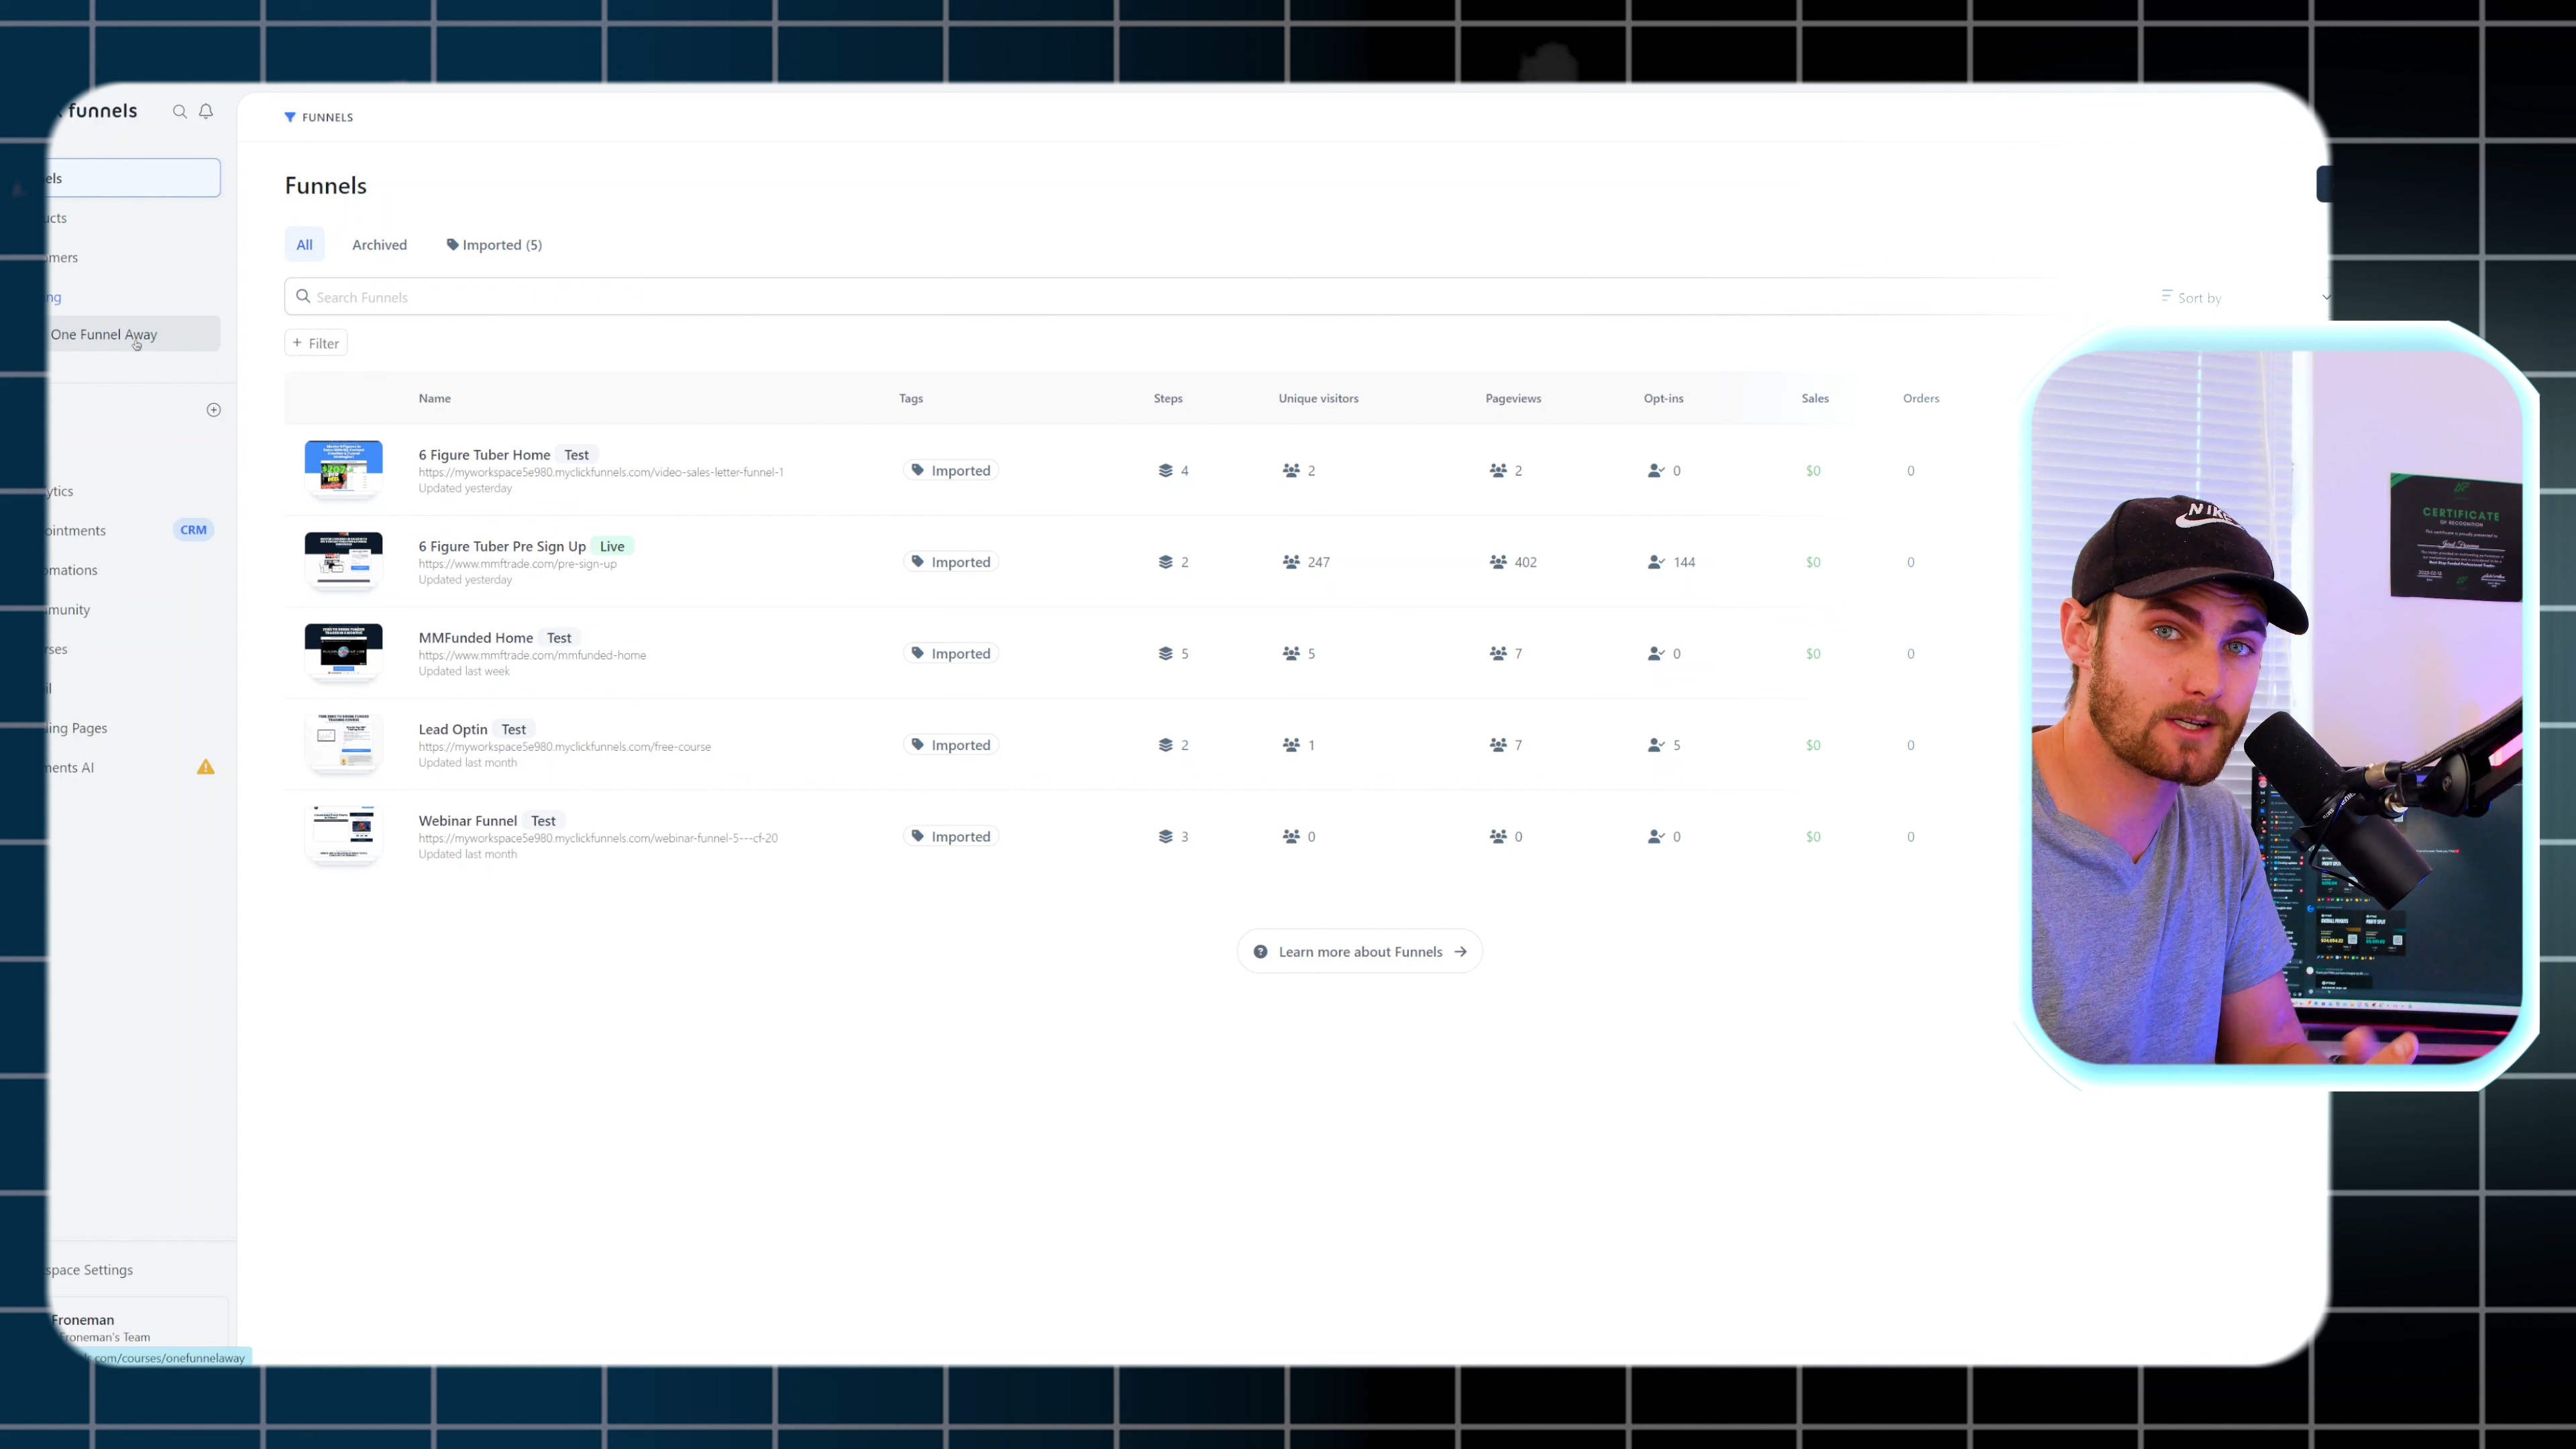 funnels
FUNNELS
Funnels
All
Archived
Imported (5)
Search Funnels
Sort by
One Funnel Away
+ Filter
Name
Tags
Steps
Unique visitors
Pageviews
Opt-ins
Sales
Orders
6 Figure Tuber Home Test
https://myworkspace5e980.myclickfunnels.com/video-sales-letter-funnel-1
Updated yesterday
Imported
4
2
2
0
$0
0
6 Figure Tuber Pre Sign Up Live
https://www.mmftrade.com/pre-sign-up
Updated yesterday
Imported
2
247
402
144
$0
0
MMFunded Home Test
https://www.mmftrade.com/mmfunded-home
Updated last week
Imported
5
5
7
0
$0
0
Lead Optin Test
https://myworkspace5e980.myclickfunnels.com/free-course
Updated last month
Imported
2
1
7
5
$0
0
Webinar Funnel Test
https://myworkspace5e980.myclickfunnels.com/webinar-funnel-5---cf-20
Updated last month
Imported
3
0
0
0
$0
0
Learn more about Funnels
els
ucts
mers
ng
ytics
ointments
CRM
omations
munity
rses
il
ing Pages
ments AI
space Settings
Froneman
Froneman's Team
.com/courses/onefunnelaway
NIKE
CERTIFICATE
OF RECOGNITION